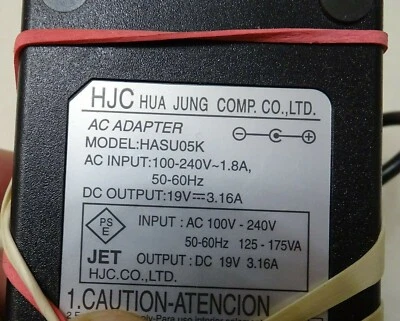 HJC HUA JUNG COMP. CO.,LTD.
AC ADAPTER
MODEL:HASU05K
AC INPUT:100-240V~1.8A,
50-60Hz
DC OUTPUT:19V⎓3.16A
PS
E
JET
INPUT : AC 100V - 240V
50-60Hz 125-175VA
OUTPUT : DC 19V 3.16A
HJC.CO.,LTD.
1.CAUTION-ATENCION